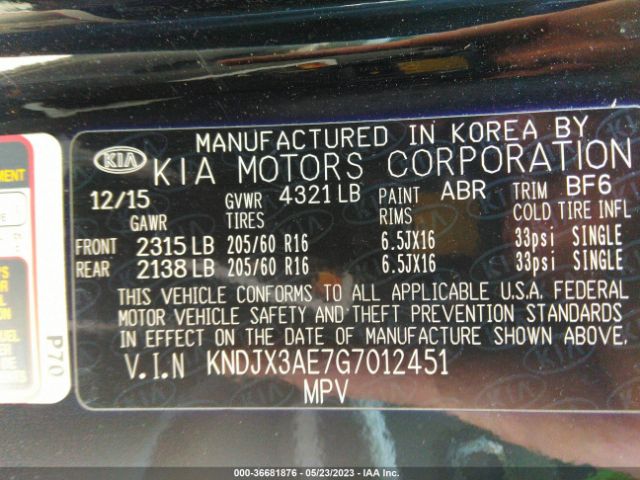 MANUFACTURED IN KOREA BY
KIA KIA MOTORS CORPORATION
12/15 GVWR 4321 LB PAINT ABR TRIM BF6
GAWR TIRES RIMS COLD TIRE INFL
FRONT 2315 LB 205/60 R16 6.5JX16 33psi SINGLE
REAR 2138 LB 205/60 R16 6.5JX16 33psi SINGLE
THIS VEHICLE CONFORMS TO ALL APPLICABLE U.S.A. FEDERAL
MOTOR VEHICLE SAFETY AND THEFT PREVENTION STANDARDS
IN EFFECT ON THE DATE OF MANUFACTURE SHOWN ABOVE.
V.I.N KNDJX3AE7G7012451
MPV
P70
000-36681876 - 05/23/2023 - IAA Inc.